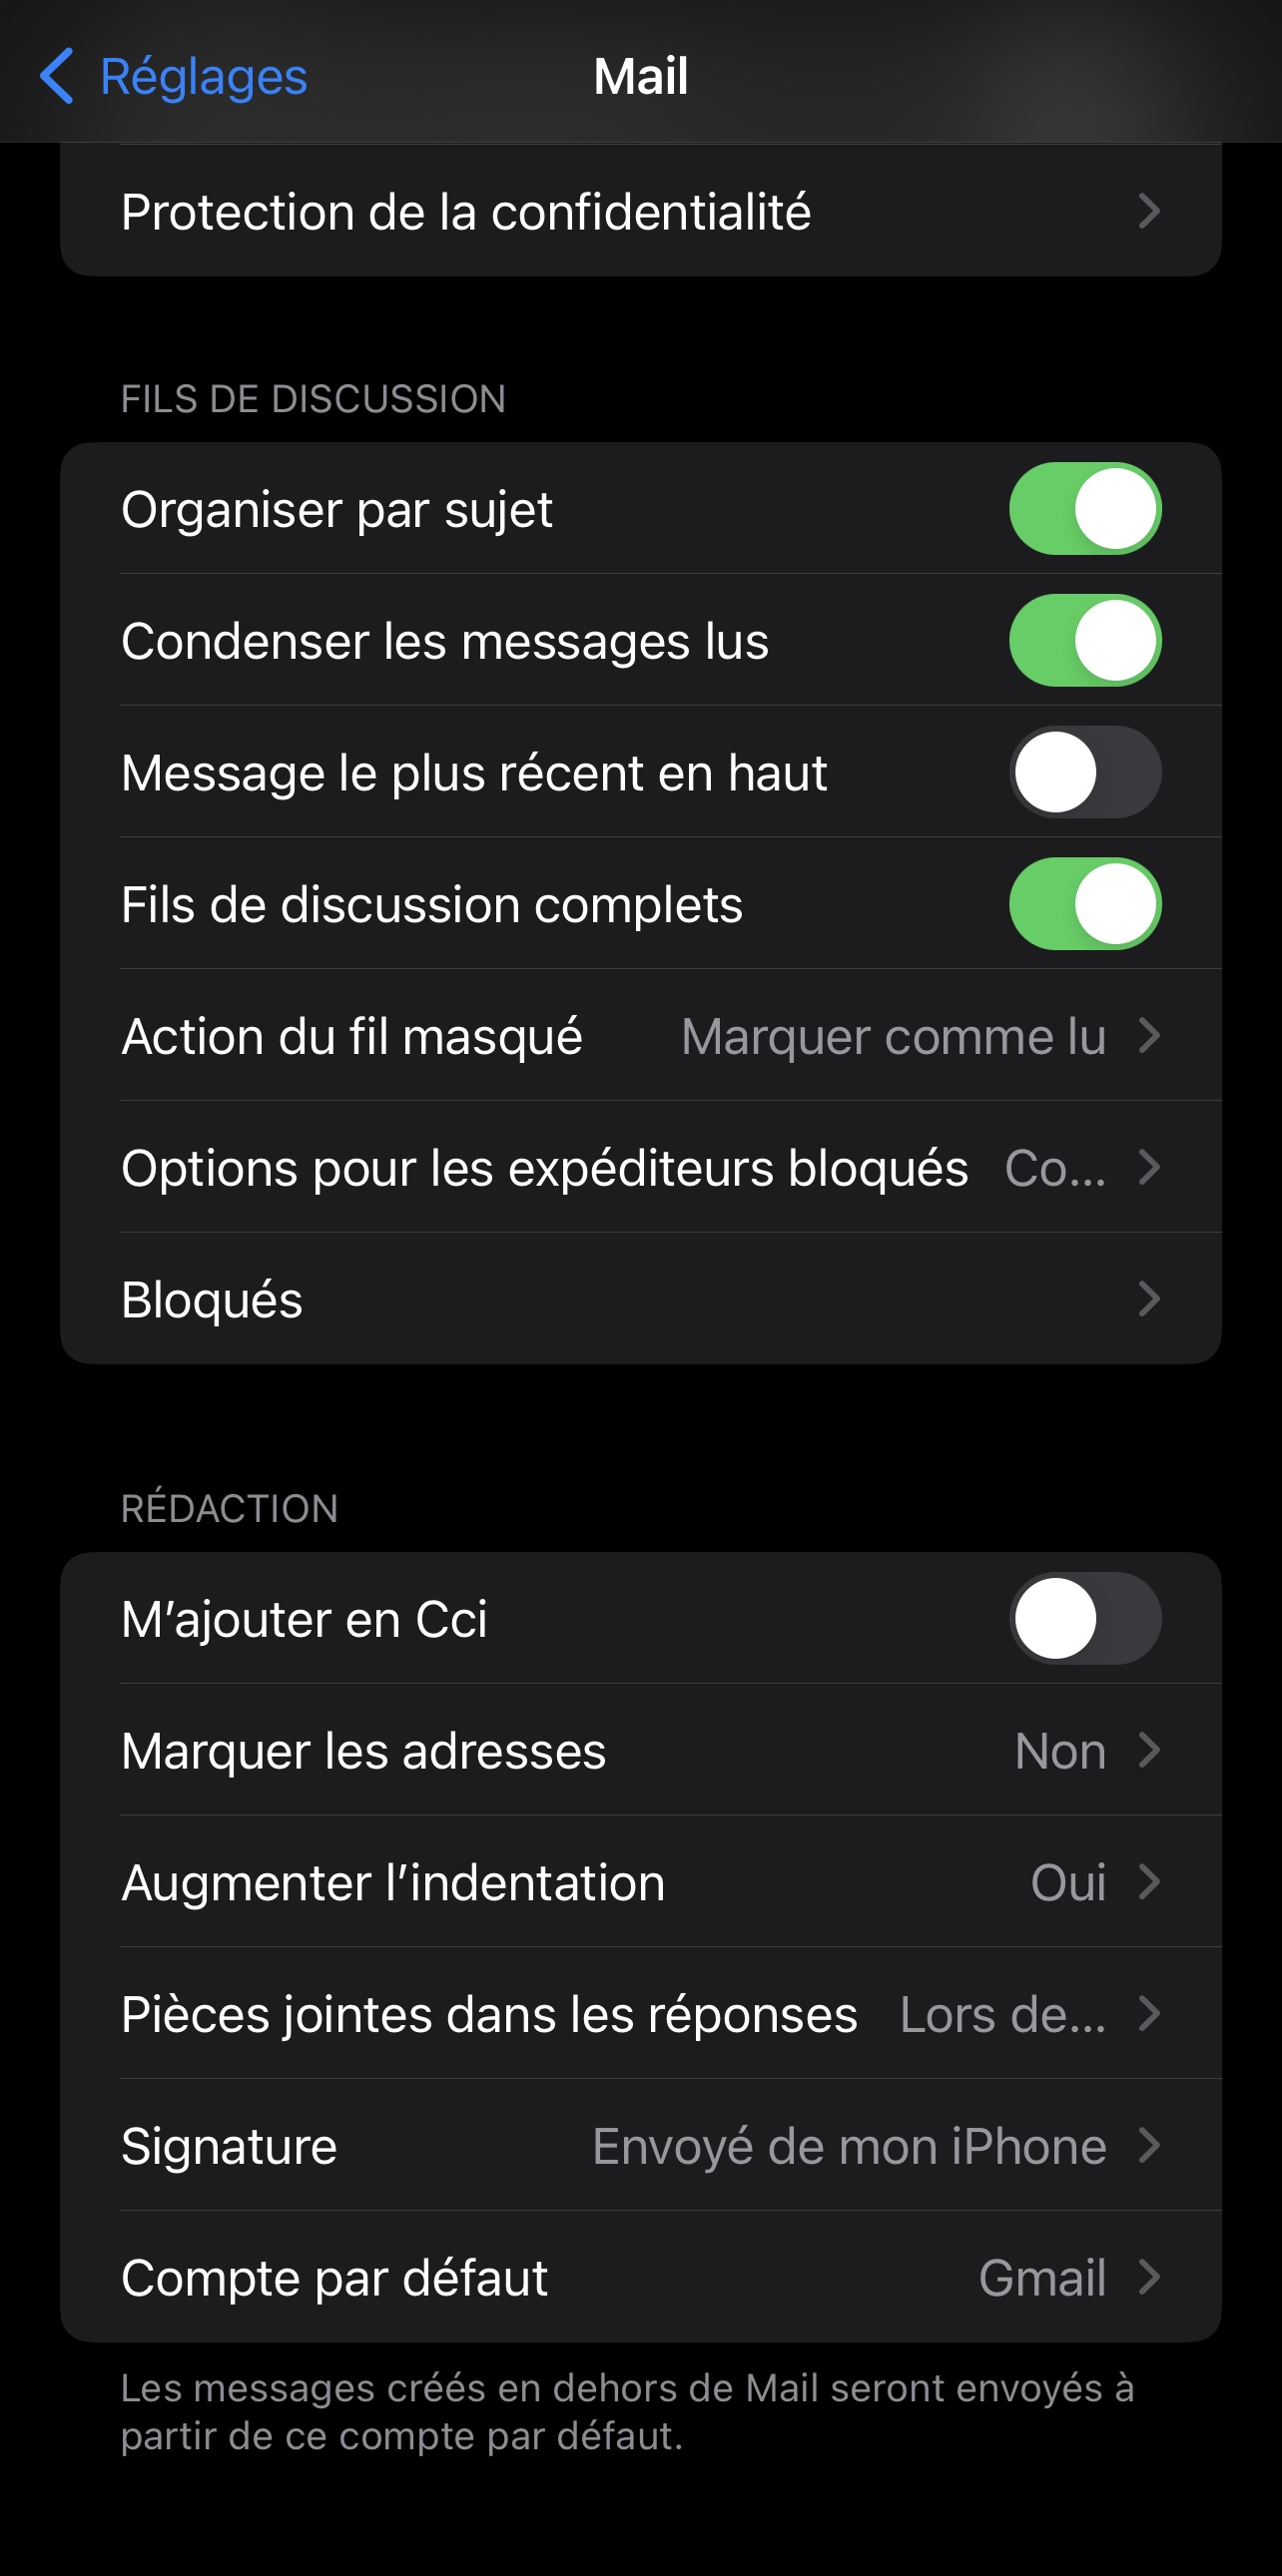 Réglages
Mail
Protection de la confidentialité
FILS DE DISCUSSION
Organiser par sujet
Condenser les messages lus
Message le plus récent en haut
Fils de discussion complets
Action du fil masqué Marquer comme lu
Options pour les expéditeurs bloqués Co...
Bloqués
RÉDACTION
M’ajouter en Cci
Marquer les adresses Non
Augmenter l’indentation Oui
Pièces jointes dans les réponses Lors de...
Signature Envoyé de mon iPhone
Compte par défaut Gmail
Les messages créés en dehors de Mail seront envoyés à
partir de ce compte par défaut.